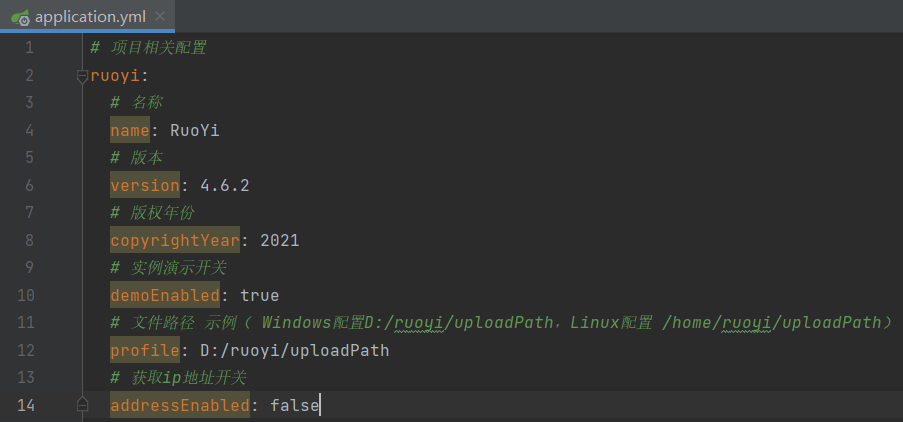 application.yml
1 # 项目相关配置
2 ruoyi:
3 # 名称
4 name: RuoYi
5 # 版本
6 version: 4.6.2
7 # 版权年份
8 copyrightYear: 2021
9 # 实例演示开关
10 demoEnabled: true
11 # 文件路径 示例（ Windows配置D:/ruoyi/uploadPath，Linux配置 /home/ruoyi/uploadPath）
12 profile: D:/ruoyi/uploadPath
13 # 获取ip地址开关
14 addressEnabled: false